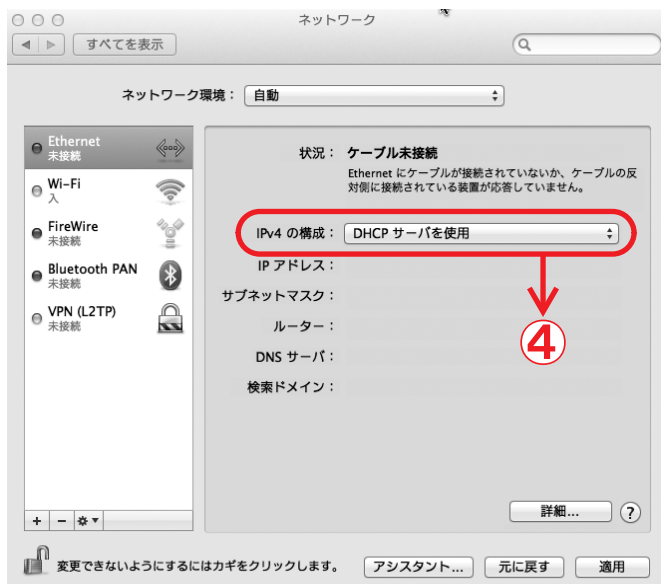 ネットワーク
すべてを表示
ネットワーク環境： 自動
Ethernet
未接続
Wi-Fi
入
FireWire
未接続
Bluetooth PAN
未接続
VPN (L2TP)
未接続
状況： ケーブル未接続
Ethernet にケーブルが接続されていないか、ケーブルの反
対側に接続されている装置が応答していません。
IPv4 の構成： DHCP サーバを使用
IP アドレス：
サブネットマスク：
ルーター：
DNS サーバ：
検索ドメイン：
④
詳細... ?
+ −
変更できないようにするにはカギをクリックします。
アシスタント... 元に戻す 適用